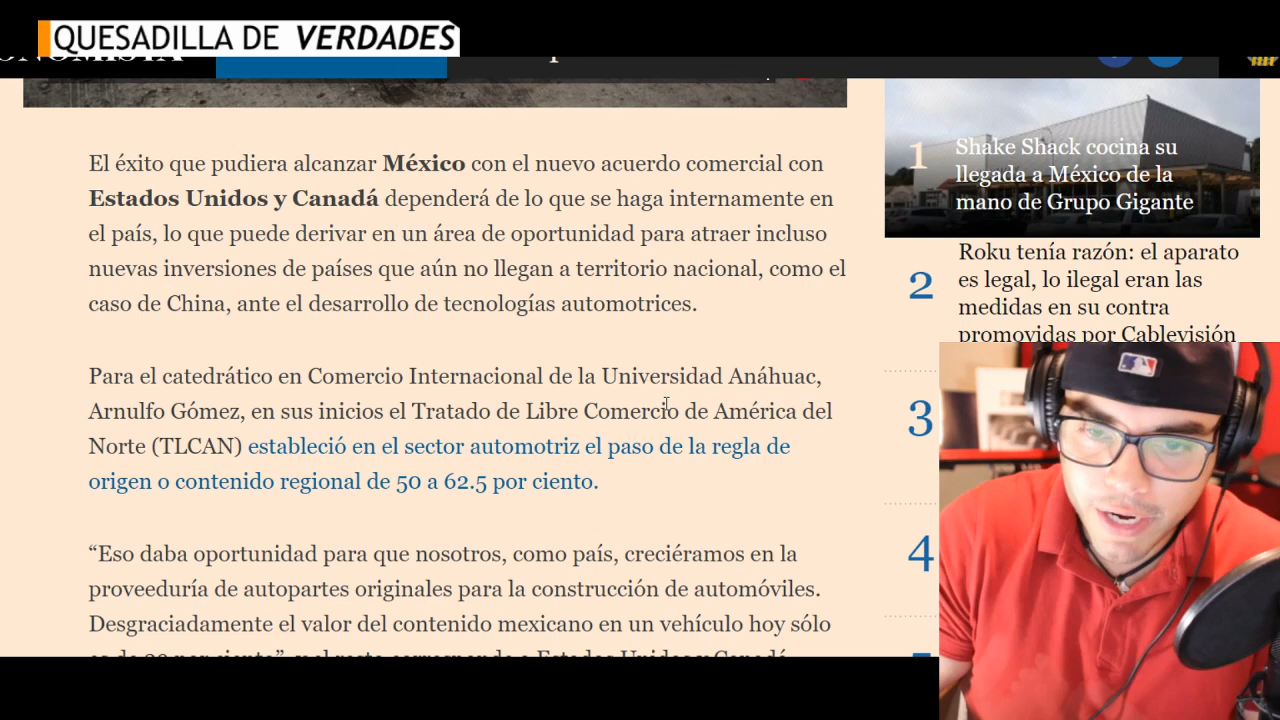 QUESADILLA DE VERDADES
El éxito que pudiera alcanzar México con el nuevo acuerdo comercial con
Estados Unidos y Canadá dependerá de lo que se haga internamente en
el país, lo que puede derivar en un área de oportunidad para atraer incluso
nuevas inversiones de países que aún no llegan a territorio nacional, como el
caso de China, ante el desarrollo de tecnologías automotrices.
Para el catedrático en Comercio Internacional de la Universidad Anáhuac,
Arnulfo Gómez, en sus inicios el Tratado de Libre Comercio de América del
Norte (TLCAN) estableció en el sector automotriz el paso de la regla de
origen o contenido regional de 50 a 62.5 por ciento.
“Eso daba oportunidad para que nosotros, como país, creciéramos en la
proveeduría de autopartes originales para la construcción de automóviles.
Desgraciadamente el valor del contenido mexicano en un vehículo hoy sólo
1
Shake Shack cocina su
llegada a México de la
mano de Grupo Gigante
2
Roku tenía razón: el aparato
es legal, lo ilegal eran las
medidas en su contra
promovidas por Cablevisión
3
4